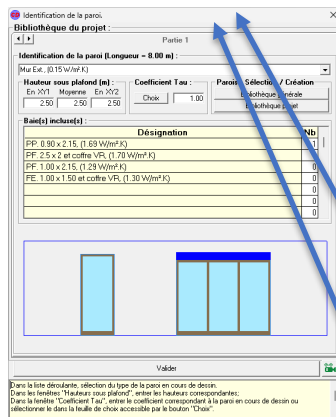 Identification de la paroi.
Bibliothèque du projet :
Partie 1
Identification de la paroi (Longueur = 8.00 m) :
Mur Ext., (0.15 W/m².K)
Hauteur sous plafond (m) : Coefficient Tau : Parois : Sélection / Création
En XY1 Moyenne En XY2
2.50 2.50 2.50 Choix 1.00
Bibliothèque générale
Bibliothèque projet
Baie(s) incluse(s) :
Désignation Nb
PP. 0.90 x 2.15, (1.69 W/m².K) 1
PF. 2.5 x 2 et coffre VR, (1.70 W/m².K)
PF. 1.00 x 2.15, (1.29 W/m².K) 0
FE. 1.00 x 1.50 et coffre VR, (1.30 W/m².K) 0
0
0
0
Valider
Dans la liste déroulante, sélection du type de la paroi en cours de dessin.
Dans les fenêtres "Hauteurs sous plafond", entrer les hauteurs correspondantes;
Dans la fenêtre "Coefficient Tau", entrer le coefficient correspondant à la paroi en cours de dessin ou
sélectionner le dans la feuille de choix accessible par le bouton "Choix".